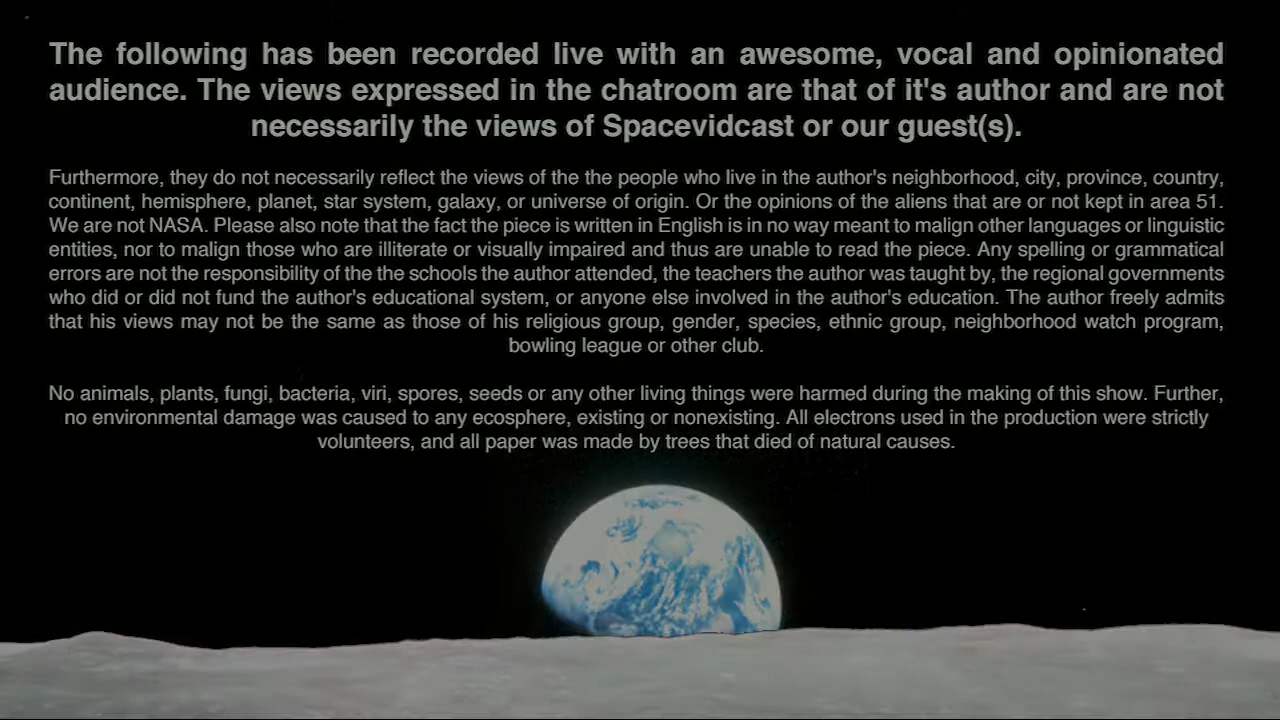 The following has been recorded live with an awesome, vocal and opinionated
audience. The views expressed in the chatroom are that of it's author and are not
necessarily the views of Spacevidcast or our guest(s).
Furthermore, they do not necessarily reflect the views of the the people who live in the author's neighborhood, city, province, country,
continent, hemisphere, planet, star system, galaxy, or universe of origin. Or the opinions of the aliens that are or not kept in area 51.
We are not NASA. Please also note that the fact the piece is written in English is in no way meant to malign other languages or linguistic
entities, nor to malign those who are illiterate or visually impaired and thus are unable to read the piece. Any spelling or grammatical
errors are not the responsibility of the the schools the author attended, the teachers the author was taught by, the regional governments
who did or did not fund the author's educational system, or anyone else involved in the author's education. The author freely admits
that his views may not be the same as those of his religious group, gender, species, ethnic group, neighborhood watch program,
bowling league or other club.
No animals, plants, fungi, bacteria, viri, spores, seeds or any other living things were harmed during the making of this show. Further,
no environmental damage was caused to any ecosphere, existing or nonexisting. All electrons used in the production were strictly
volunteers, and all paper was made by trees that died of natural causes.